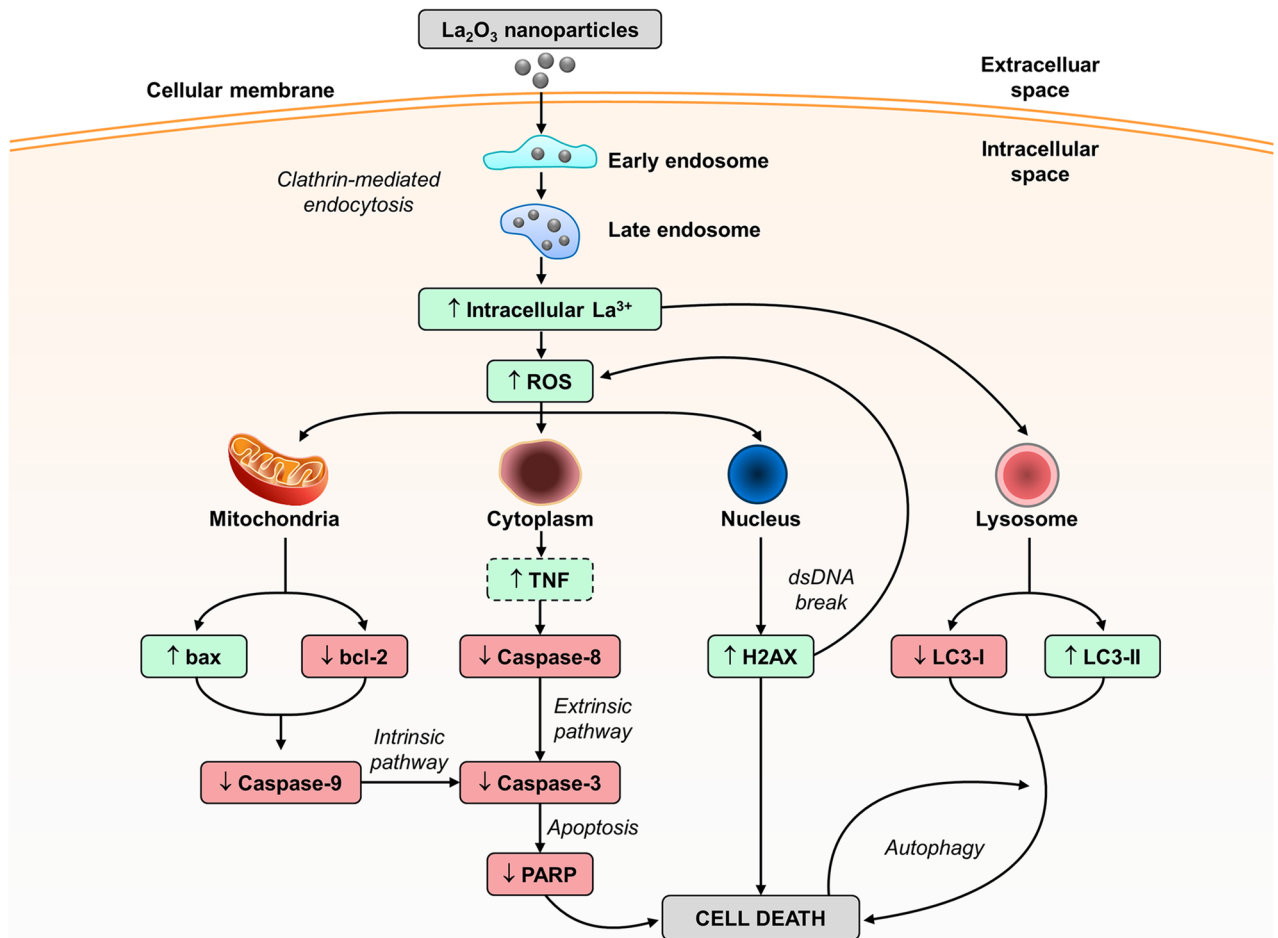 La₂O₃ nanoparticles
Cellular membrane
Extracelluar
space
Intracellular
space
Early endosome
Clathrin-mediated
endocytosis
Late endosome
↑ Intracellular La³⁺
↑ ROS
Mitochondria
Cytoplasm
Nucleus
Lysosome
↑ TNF
dsDNA
break
↑ bax
↓ bcl-2
↓ Caspase-8
↑ H2AX
↓ LC3-I
↑ LC3-II
Extrinsic
pathway
Intrinsic
pathway
↓ Caspase-9
↓ Caspase-3
Apoptosis
Autophagy
↓ PARP
CELL DEATH